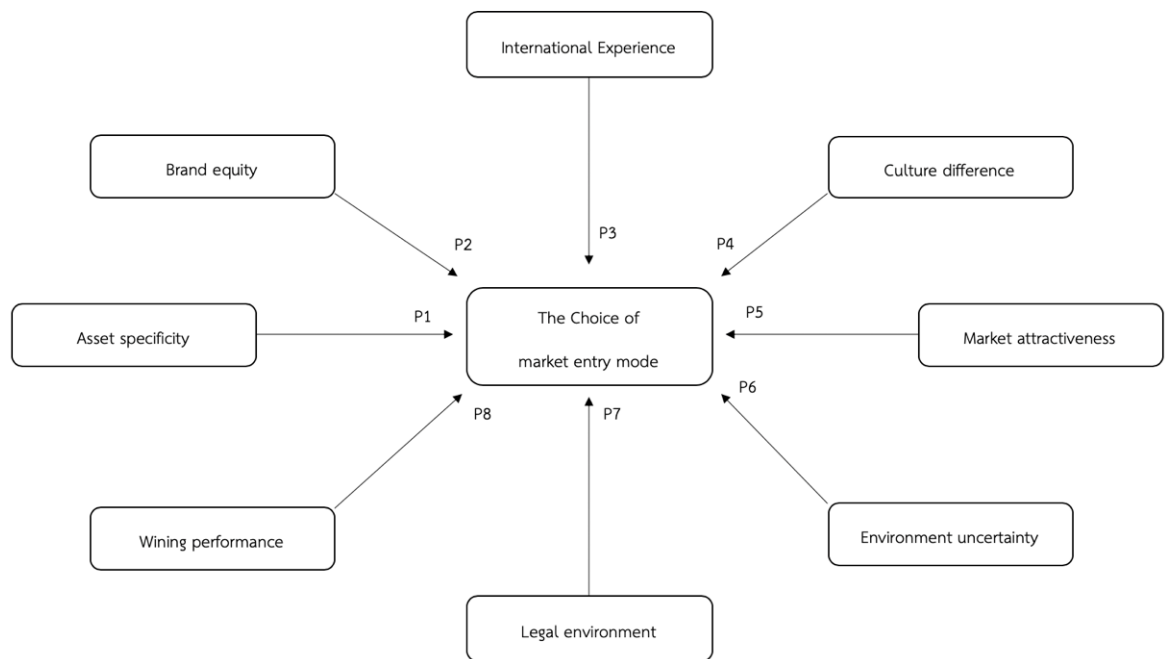 International Experience
Brand equity
Culture difference
P2
P3
P4
Asset specificity
P1
The Choice of
market entry mode
P5
Market attractiveness
P8
P7
P6
Wining performance
Environment uncertainty
Legal environment